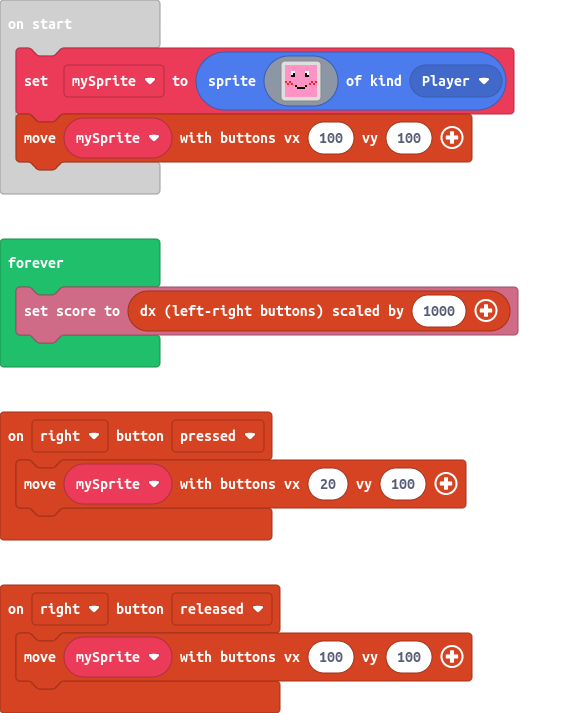 on start
set mySprite to sprite of kind Player
move mySprite with buttons vx 100 vy 100
forever
set score to dx (left-right buttons) scaled by 1000
on right button pressed
move mySprite with buttons vx 20 vy 100
on right button released
move mySprite with buttons vx 100 vy 100